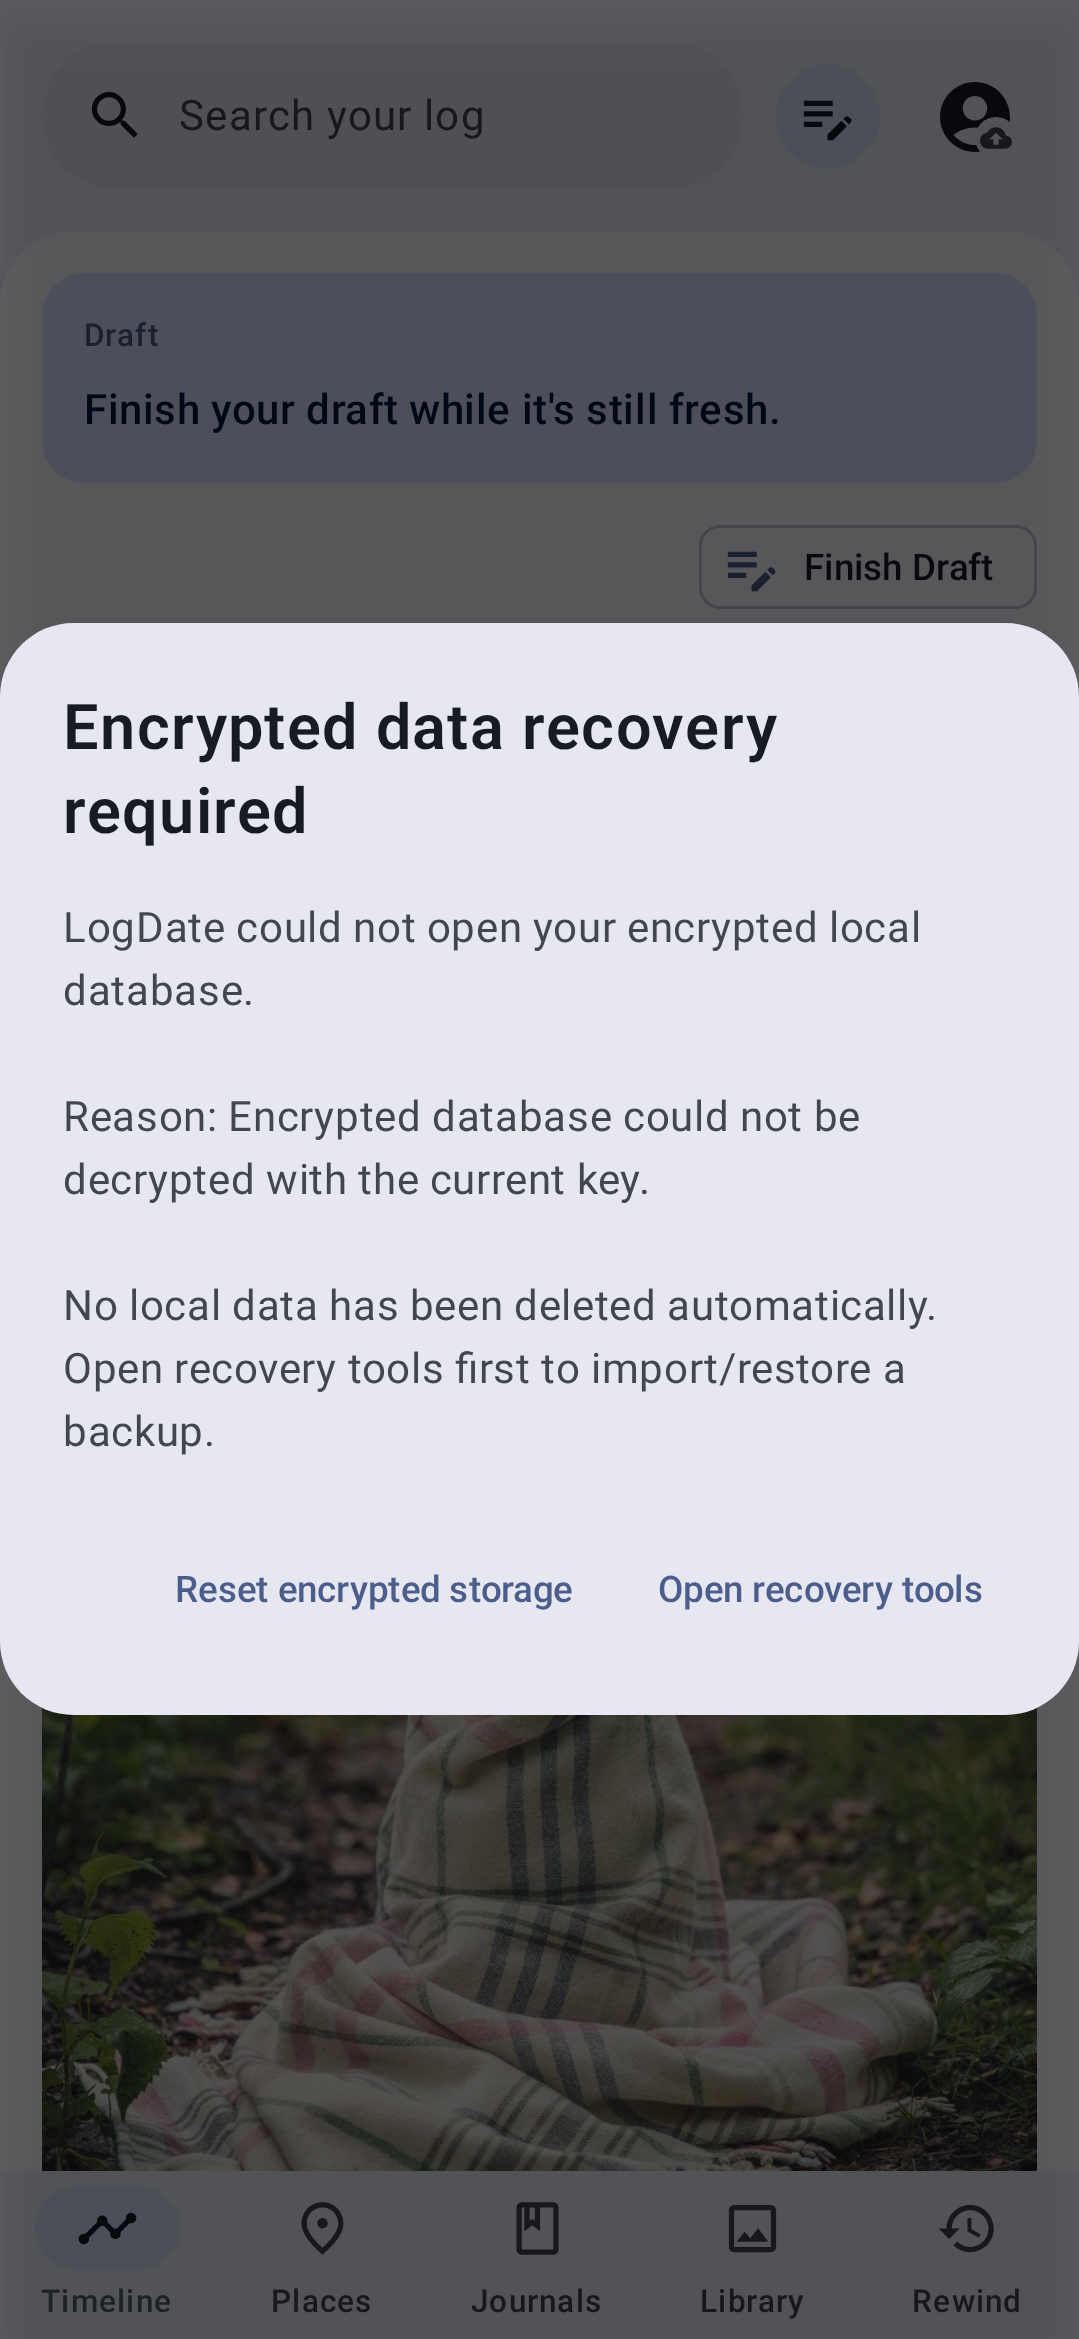 Search your log
Draft
Finish your draft while it's still fresh.
Finish Draft
Encrypted data recovery
required
LogDate could not open your encrypted local
database.
Reason: Encrypted database could not be
decrypted with the current key.
No local data has been deleted automatically.
Open recovery tools first to import/restore a
backup.
Reset encrypted storage
Open recovery tools
Timeline
Places
Journals
Library
Rewind